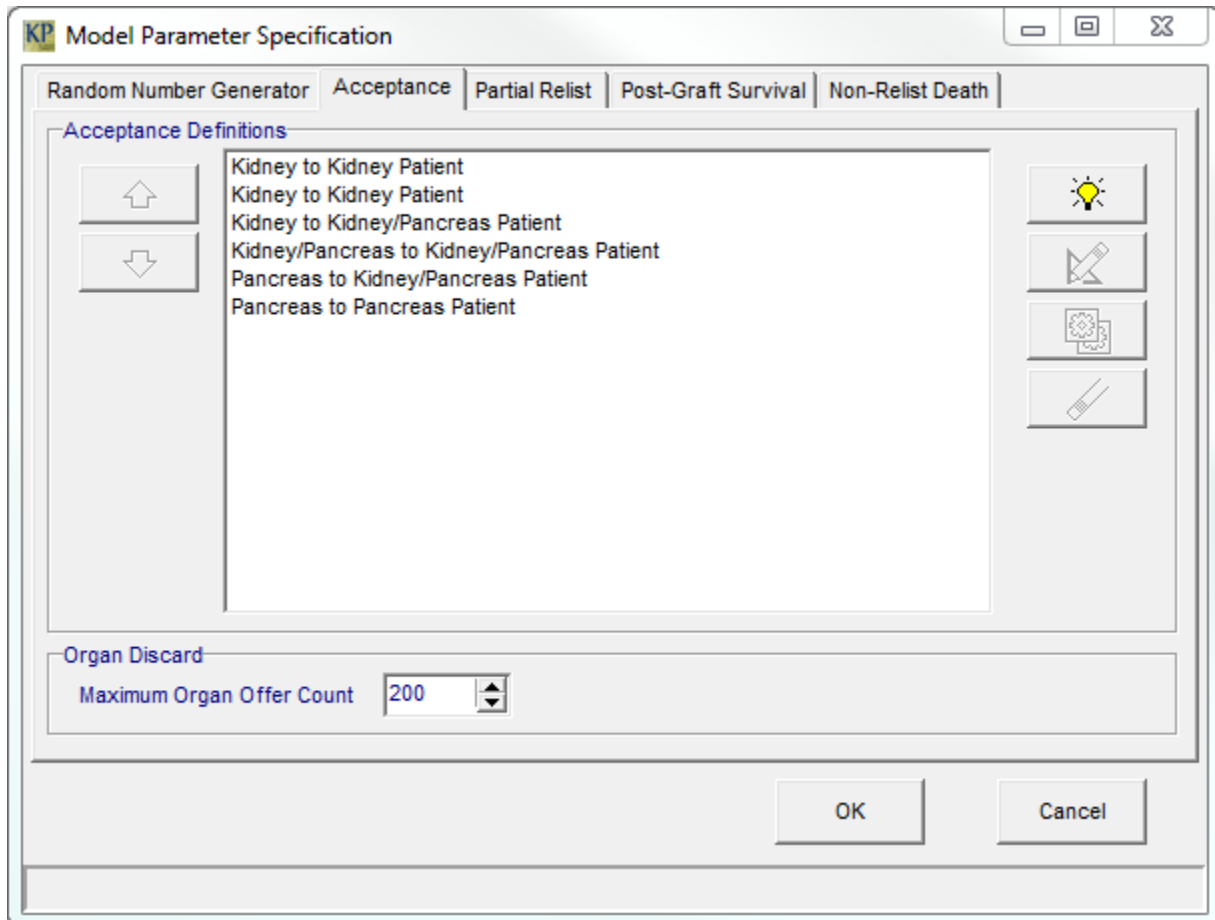 KP Model Parameter Specification
Random Number Generator Acceptance Partial Relist Post-Graft Survival Non-Relist Death
Acceptance Definitions
Kidney to Kidney Patient
Kidney to Kidney Patient
Kidney to Kidney/Pancreas Patient
Kidney/Pancreas to Kidney/Pancreas Patient
Pancreas to Kidney/Pancreas Patient
Pancreas to Pancreas Patient
Organ Discard
Maximum Organ Offer Count 200
OK Cancel